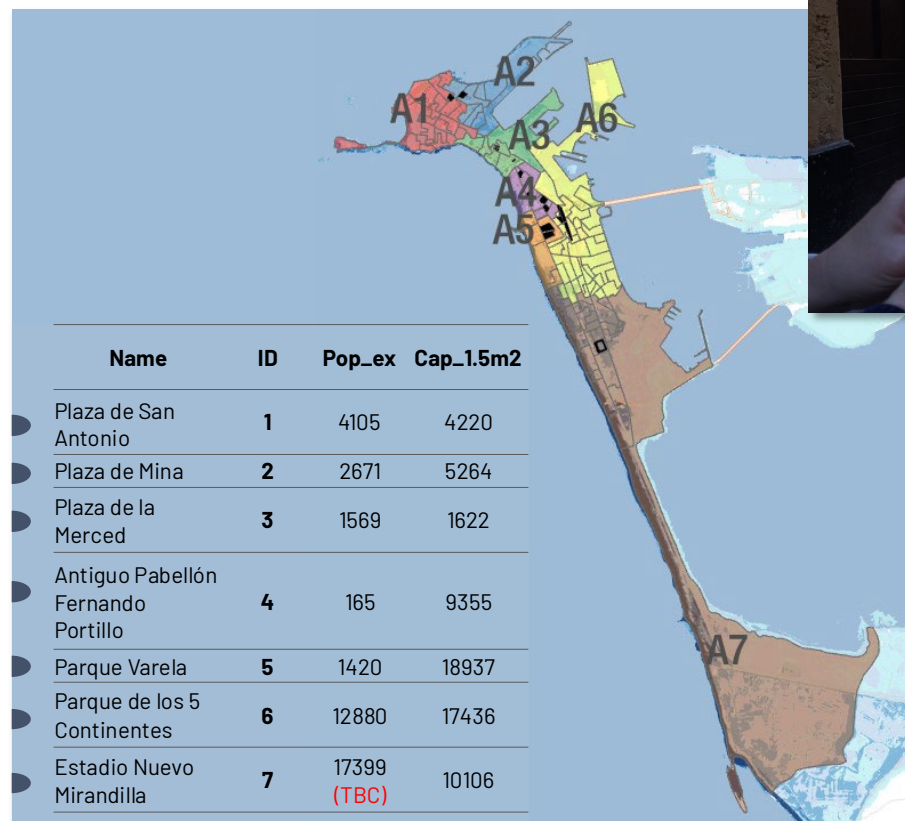 A2
A1
A6
A3
A4
A5
Name ID Pop_ex Cap_1.5m2
Plaza de San
Antonio 1 4105 4220
Plaza de Mina 2 2671 5264
Plaza de la
Merced 3 1569 1622
Antiguo Pabellón
Fernando
Portillo 4 165 9355
Parque Varela 5 1420 18937
Parque de los 5
Continentes 6 12880 17436
Estadio Nuevo
Mirandilla 7 17399
(TBC) 10106
A7